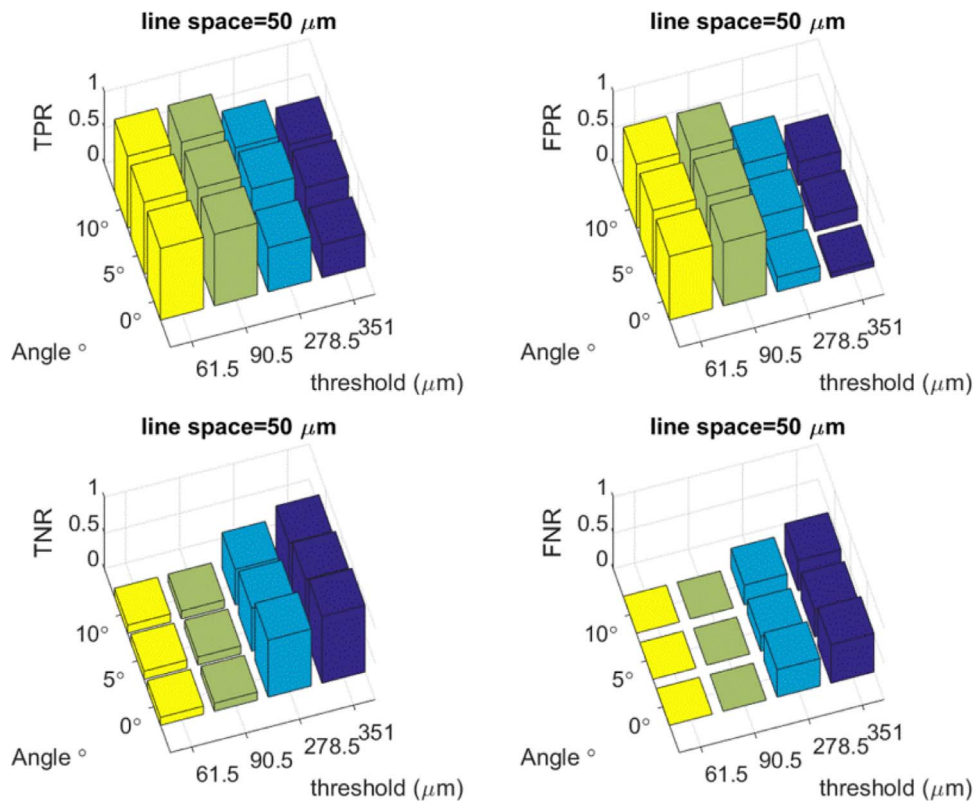 line space=50 μm
TPR
1
0.5
0
10°
5°
0°
Angle °
61.5
90.5
278.5
351
threshold (μm)
line space=50 μm
FPR
1
0.5
0
10°
5°
0°
Angle °
61.5
90.5
278.5
351
threshold (μm)
line space=50 μm
TNR
1
0.5
0
10°
5°
0°
Angle °
61.5
90.5
278.5
351
threshold (μm)
line space=50 μm
FNR
1
0.5
0
10°
5°
0°
Angle °
61.5
90.5
278.5
351
threshold (μm)